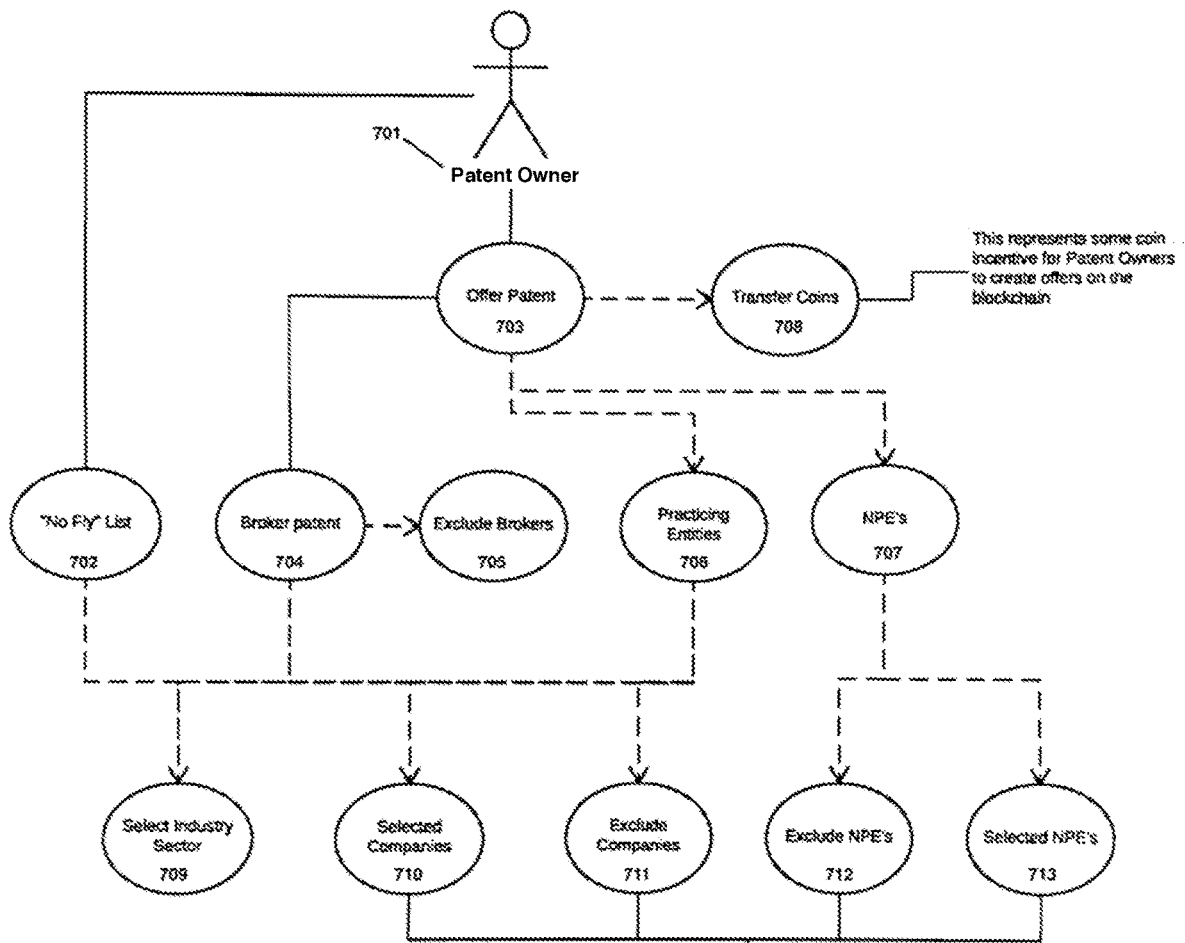 701
Patent Owner
This represents some coin
incentive for Patent Owners
to create offers on the
blockchain
Offer Patent
703
Transfer Coins
708
"No Fly" List
702
Broker patent
704
Exclude Brokers
705
Practicing
Entities
706
NPE's
707
Select Industry
Sector
709
Selected
Companies
710
Exclude
Companies
711
Exclude NPE's
712
Selected NPE's
713